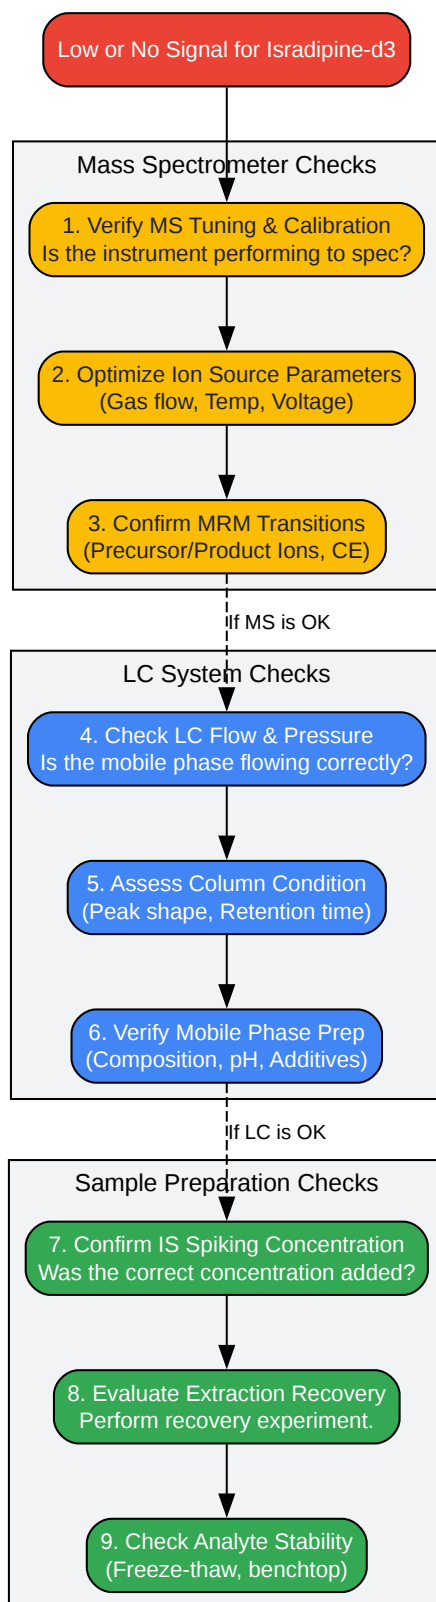 Low or No Signal for Isradipine-d3
Mass Spectrometer Checks
1. Verify MS Tuning & Calibration
Is the instrument performing to spec?
2. Optimize Ion Source Parameters
(Gas flow, Temp, Voltage)
3. Confirm MRM Transitions
(Precursor/Product Ions, CE)
If MS is OK
LC System Checks
4. Check LC Flow & Pressure
Is the mobile phase flowing correctly?
5. Assess Column Condition
(Peak shape, Retention time)
6. Verify Mobile Phase Prep
(Composition, pH, Additives)
If LC is OK
Sample Preparation Checks
7. Confirm IS Spiking Concentration
Was the correct concentration added?
8. Evaluate Extraction Recovery
Perform recovery experiment.
9. Check Analyte Stability
(Freeze-thaw, benchtop)